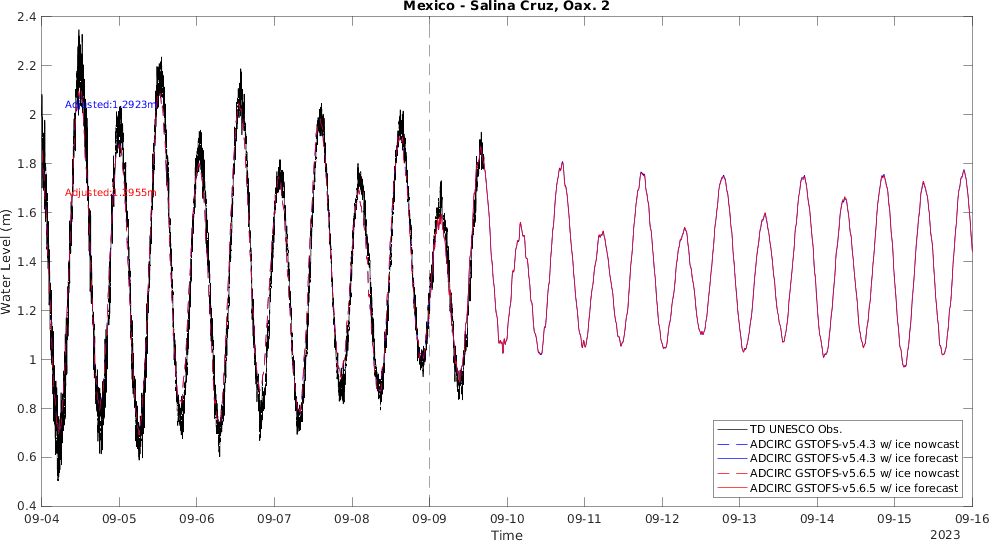 Mexico - Salina Cruz, Oax. 2
Water Level (m)
2.4
2.2
2
1.8
1.6
1.4
1.2
1
0.8
0.6
0.4
Adjusted:1.2923m
Adjusted:1.2955m
TD UNESCO Obs.
ADCIRC GSTOFS-v5.4.3 w/ ice nowcast
ADCIRC GSTOFS-v5.4.3 w/ ice forecast
ADCIRC GSTOFS-v5.6.5 w/ ice nowcast
ADCIRC GSTOFS-v5.6.5 w/ ice forecast
09-04 09-05 09-06 09-07 09-08 09-09 09-10 09-11 09-12 09-13 09-14 09-15 09-16
Time
2023